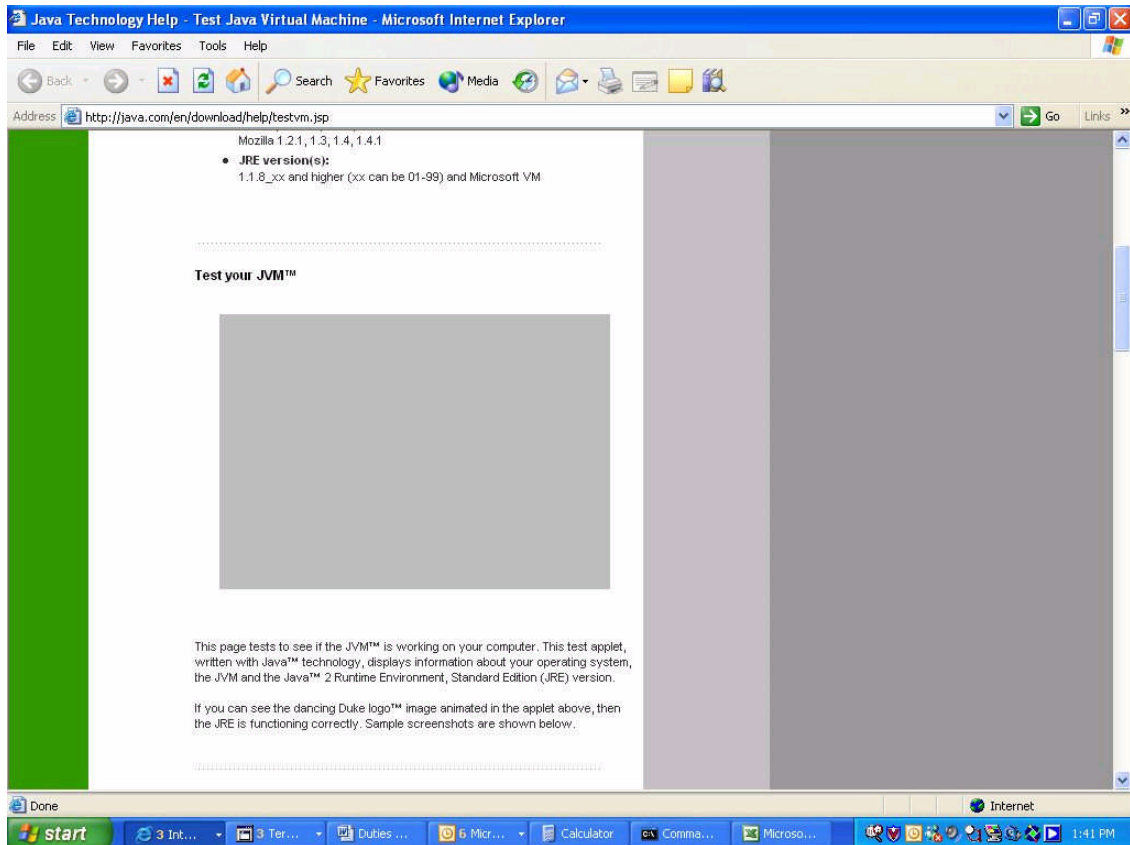 Java Technology Help - Test Java Virtual Machine - Microsoft Internet Explorer
File Edit View Favorites Tools Help
Back Search Favorites Media
Address http://java.com/en/download/help/testvm.jsp Go Links »
Mozilla 1.2.1, 1.3, 1.4, 1.4.1
• JRE version(s):
1.1.8_xx and higher (xx can be 01-99) and Microsoft VM
Test your JVM™
This page tests to see if the JVM™ is working on your computer. This test applet,
written with Java™ technology, displays information about your operating system,
the JVM and the Java™ 2 Runtime Environment, Standard Edition (JRE) version.
If you can see the dancing Duke logo™ image animated in the applet above, then
the JRE is functioning correctly. Sample screenshots are shown below.
Done Internet
start 3 Int... 3 Ter... Duties ... 6 Micr... Calculator Comma... Microso... 1:41 PM